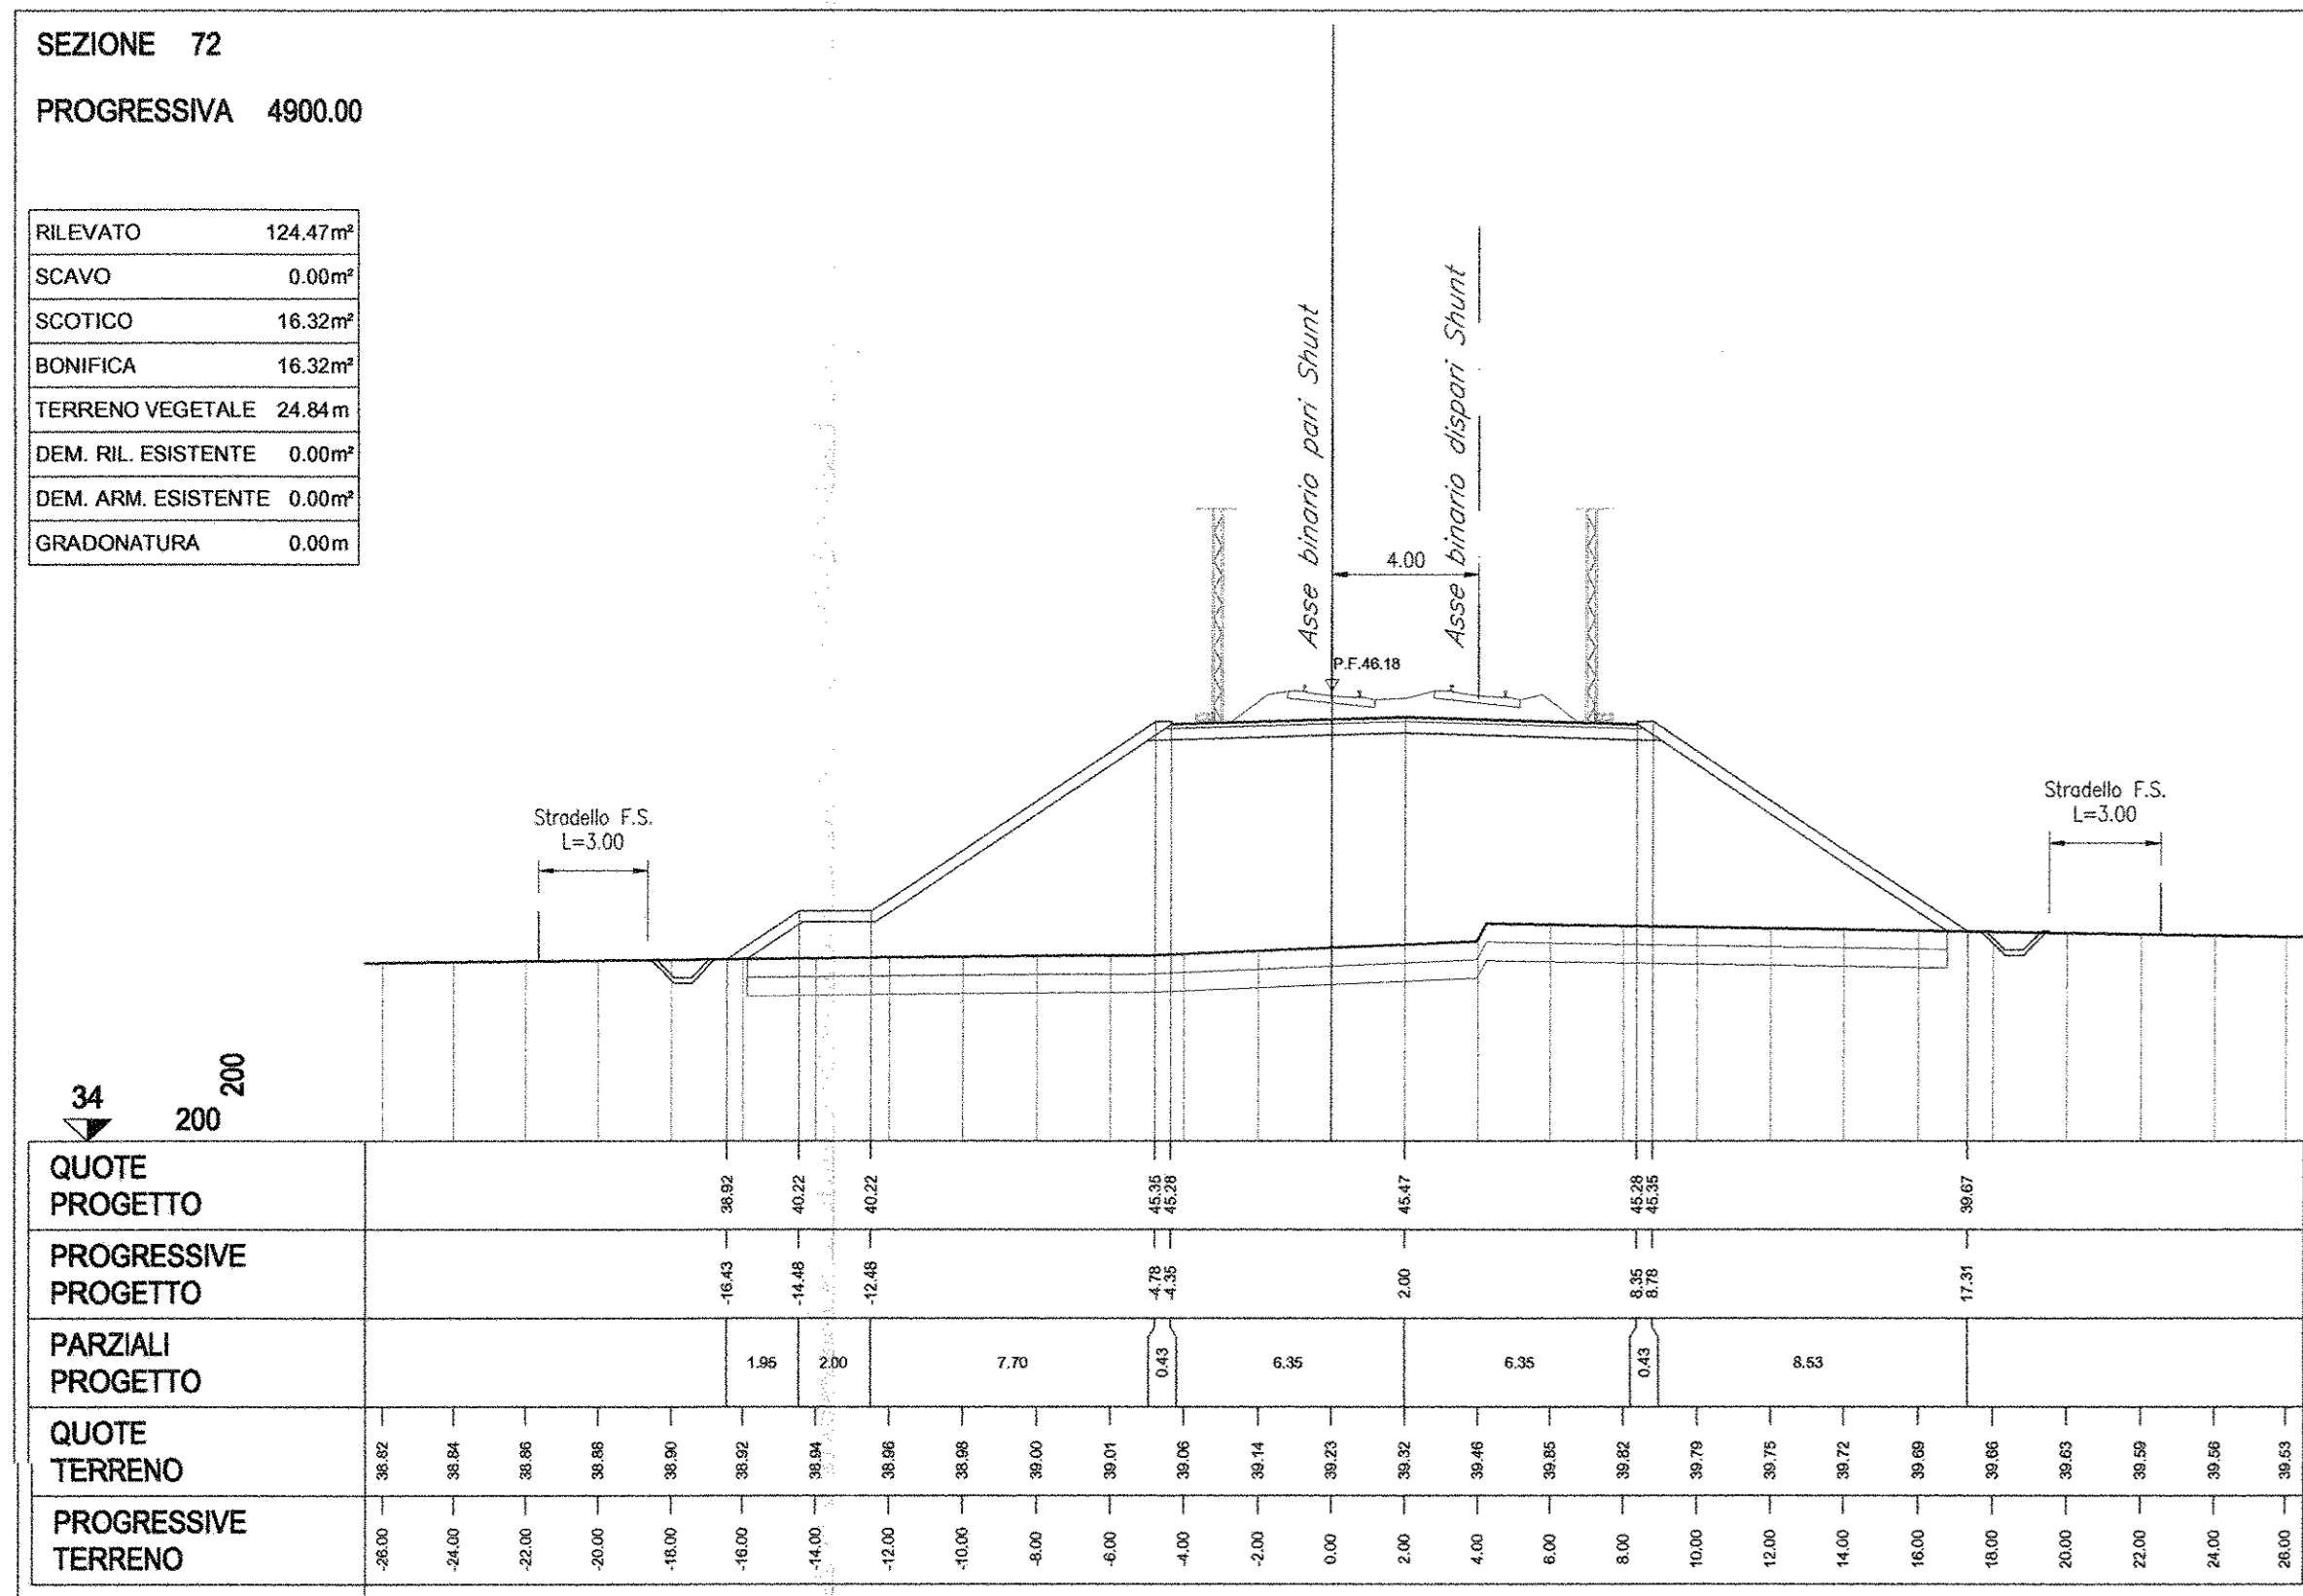 SEZIONE 72
PROGRESSIVA 4900.00
RILEVATO 124.47m²
SCAVO 0.00m²
SCOTICO 16.32m²
BONIFICA 16.32m²
TERRENO VEGETALE 24.84m
DEM. RIL. ESISTENTE 0.00m²
DEM. ARM. ESISTENTE 0.00m²
GRADONATURA 0.00m
Asse binario pari Shunt
Asse binario dispari Shunt
4.00
P.F.46.18
Stradello F.S.
L=3.00
Stradello F.S.
L=3.00
34
200
200
QUOTE
PROGETTO
38.92 40.22 40.22 45.35 45.28 45.47 45.28 45.35 39.67
PROGRESSIVE
PROGETTO
-16.43 -14.48 -12.48 -4.78 -4.35 2.00 8.35 8.78 17.31
PARZIALI
PROGETTO
1.95 2.00 7.70 0.43 6.35 6.35 0.43 8.53
QUOTE
TERRENO
38.82 38.84 38.86 38.88 38.90 38.92 38.94 38.96 38.98 39.00 39.01 39.06 39.14 39.23 39.32 39.46 39.85 39.82 39.79 39.75 39.72 39.69 39.66 39.63 39.59 39.56 39.53
PROGRESSIVE
TERRENO
-26.00 -24.00 -22.00 -20.00 -18.00 -16.00 -14.00 -12.00 -10.00 -8.00 -6.00 -4.00 -2.00 0.00 2.00 4.00 6.00 8.00 10.00 12.00 14.00 16.00 18.00 20.00 22.00 24.00 26.00